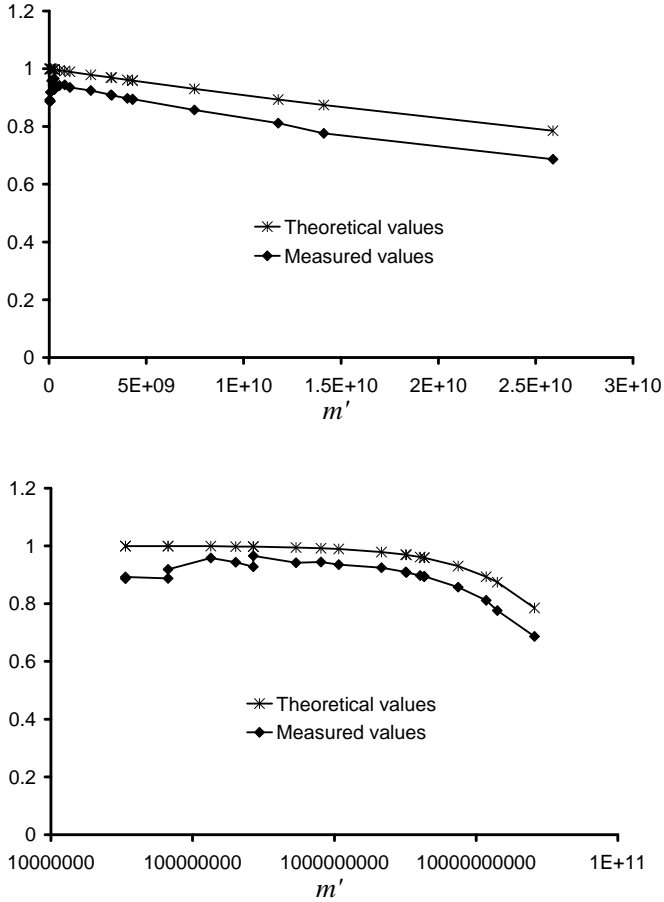 1.2
1
0.8
0.6
0.4
0.2
0
Theoretical values
Measured values
0 5E+09 1E+10 1.5E+10 2E+10 2.5E+10 3E+10
m'
1.2
1
0.8
0.6
0.4
0.2
0
Theoretical values
Measured values
10000000 100000000 1000000000 10000000000 1E+11
m'